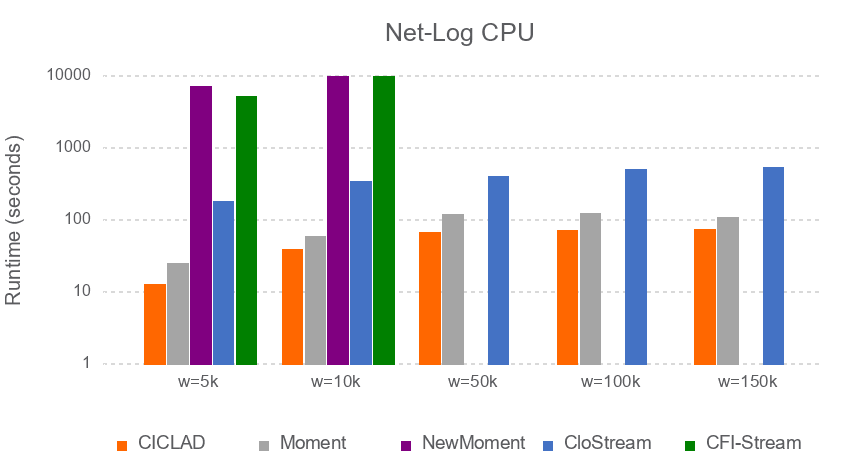 Net-Log CPU
Runtime (seconds)
10000
1000
100
10
1
w=5k w=10k w=50k w=100k w=150k
CICLAD Moment NewMoment CloStream CFI-Stream